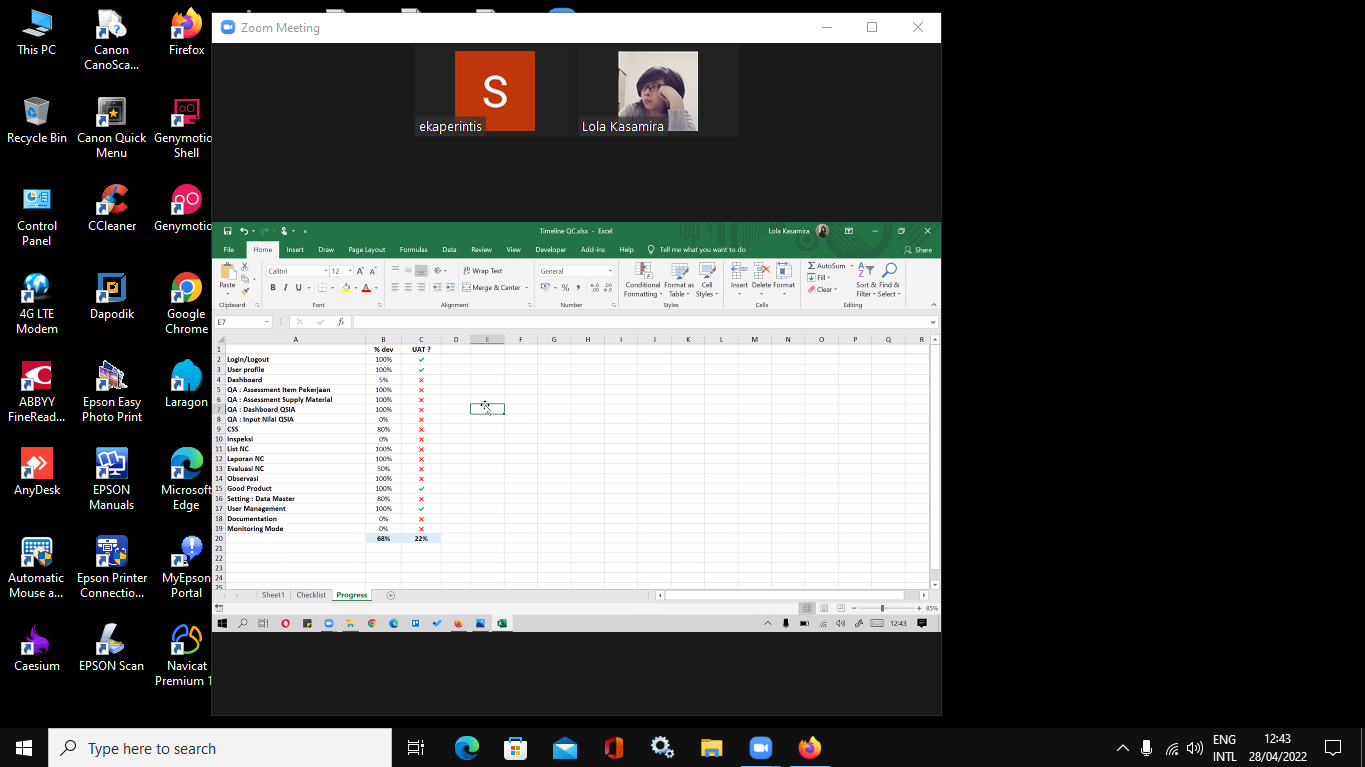 This PC
Canon CanoSca...
Firefox
Recycle Bin
Canon Quick Menu
Genymotion Shell
Control Panel
CCleaner
Genymotio
4G LTE Modem
Dapodik
Google Chrome
ABBYY FineRead...
Epson Easy Photo Print
Laragon
AnyDesk
EPSON Manuals
Microsoft Edge
Automatic Mouse a...
Epson Printer Connectio...
MyEpson Portal
Caesium
EPSON Scan
Navicat Premium 1
Zoom Meeting
S
ekaperintis
Lola Kasamira
Timeline QC.xlsx - Excel
Lola Kasamira
File Home Insert Draw Page Layout Formulas Data Review View Developer Add-ins Help Tell me what you want to do Share
Paste
Calibri 12
B I U
Wrap Text
Merge & Center
General
Conditional Formatting
Format as Table
Cell Styles
Insert Delete Format
AutoSum
Fill
Clear
Sort & Filter
Find & Select
Clipboard Font Alignment Number Styles Cells Editing
E7 fx
A B C D E F G H I J K L M N O P Q R
1 % dev UAT ?
2 Login/Logout 100% ✓
3 User profile 100% ✓
4 Dashboard 5% ✕
5 QA : Assessment Item Pekerjaan 100% ✕
6 QA : Assessment Supply Material 100% ✕
7 QA : Dashboard QSIA 100% ✕
8 QA : Input Nilai QSIA 0% ✕
9 CSS 80% ✕
10 Inspeksi 0% ✕
11 List NC 100% ✕
12 Laporan NC 100% ✕
13 Evaluasi NC 50% ✕
14 Observasi 100% ✕
15 Good Product 100% ✓
16 Setting : Data Master 80% ✕
17 User Management 100% ✓
18 Documentation 0% ✕
19 Monitoring Mode 0% ✕
20 68% 22%
21
22
23
24
25
Sheet1 Checklist Progress
85%
12:43
Type here to search
ENG INTL
12:43
28/04/2022